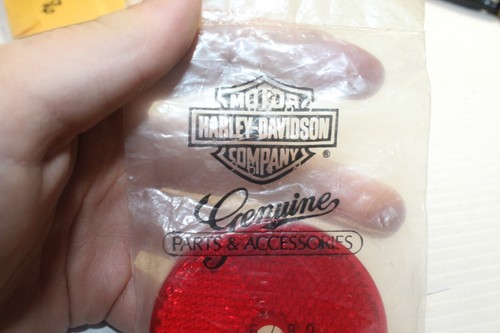 MOTOR
HARLEY-DAVIDSON
COMPANY ®
Genuine
PARTS & ACCESSORIES